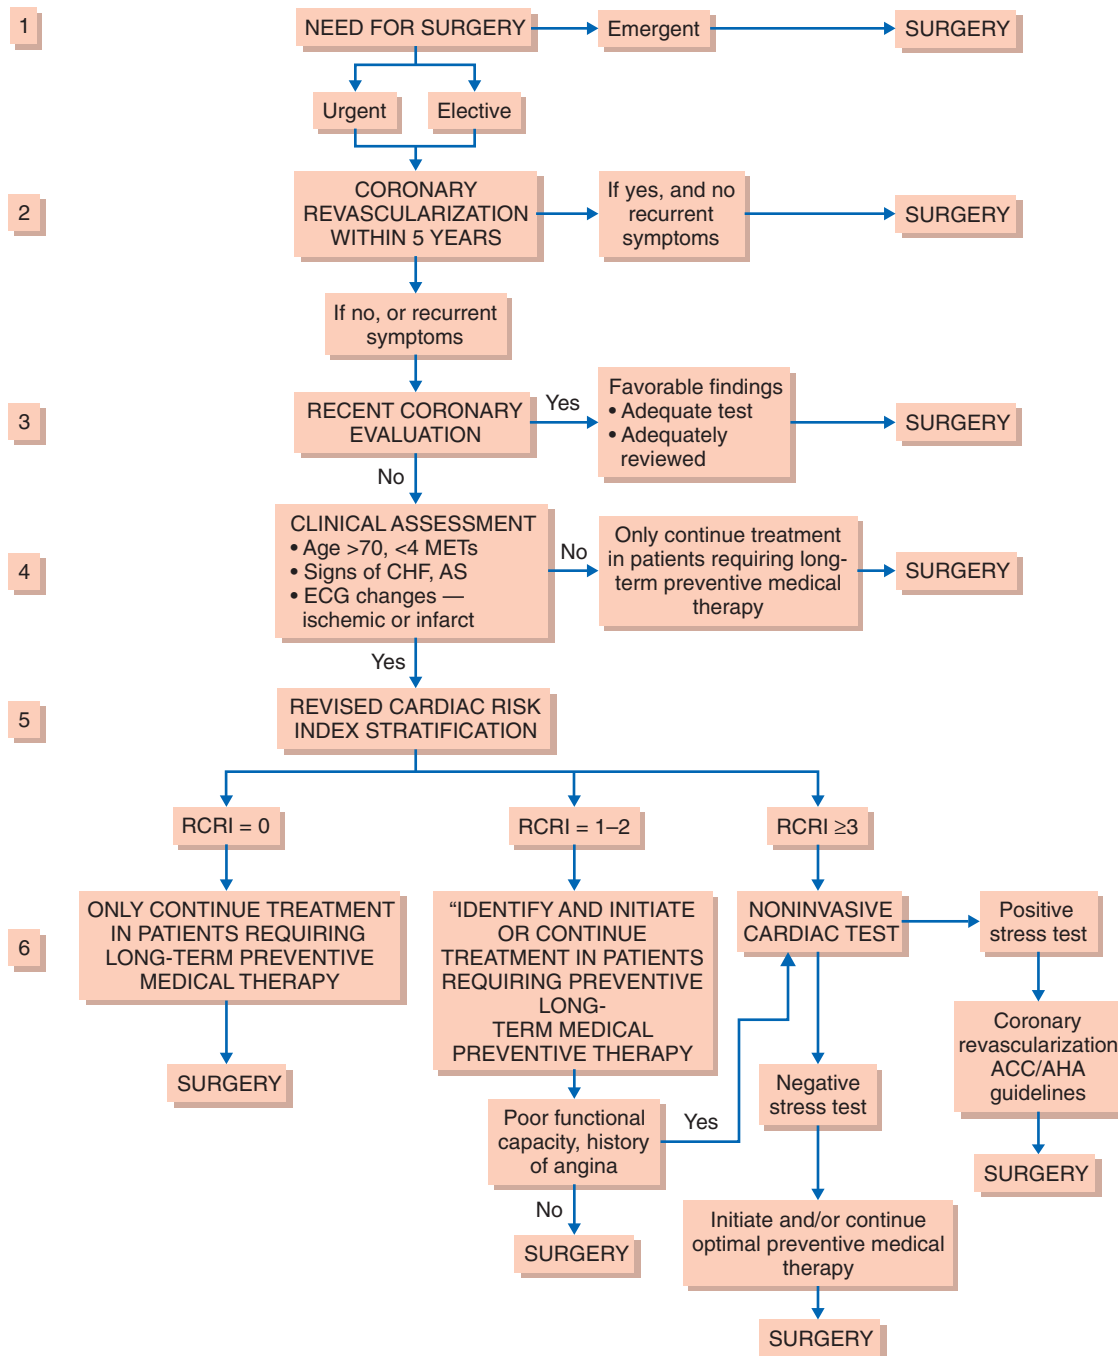 1
NEED FOR SURGERY
Emergent
SURGERY
Urgent
Elective
2
CORONARY
REVASCULARIZATION
WITHIN 5 YEARS
If yes, and no
recurrent
symptoms
SURGERY
If no, or recurrent
symptoms
3
RECENT CORONARY
EVALUATION
Yes
Favorable findings
• Adequate test
• Adequately
reviewed
SURGERY
No
4
CLINICAL ASSESSMENT
• Age >70, <4 METs
• Signs of CHF, AS
• ECG changes —
ischemic or infarct
No
Only continue treatment
in patients requiring long-
term preventive medical
therapy
SURGERY
Yes
5
REVISED CARDIAC RISK
INDEX STRATIFICATION
RCRI = 0
RCRI = 1–2
RCRI ≥3
6
ONLY CONTINUE TREATMENT
IN PATIENTS REQUIRING
LONG-TERM PREVENTIVE
MEDICAL THERAPY
SURGERY
“IDENTIFY AND INITIATE
OR CONTINUE
TREATMENT IN PATIENTS
REQUIRING PREVENTIVE
LONG-
TERM MEDICAL
PREVENTIVE THERAPY
Poor functional
capacity, history
of angina
Yes
No
SURGERY
NONINVASIVE
CARDIAC TEST
Positive
stress test
Coronary
revascularization
ACC/AHA
guidelines
SURGERY
Negative
stress test
Initiate and/or continue
optimal preventive medical
therapy
SURGERY